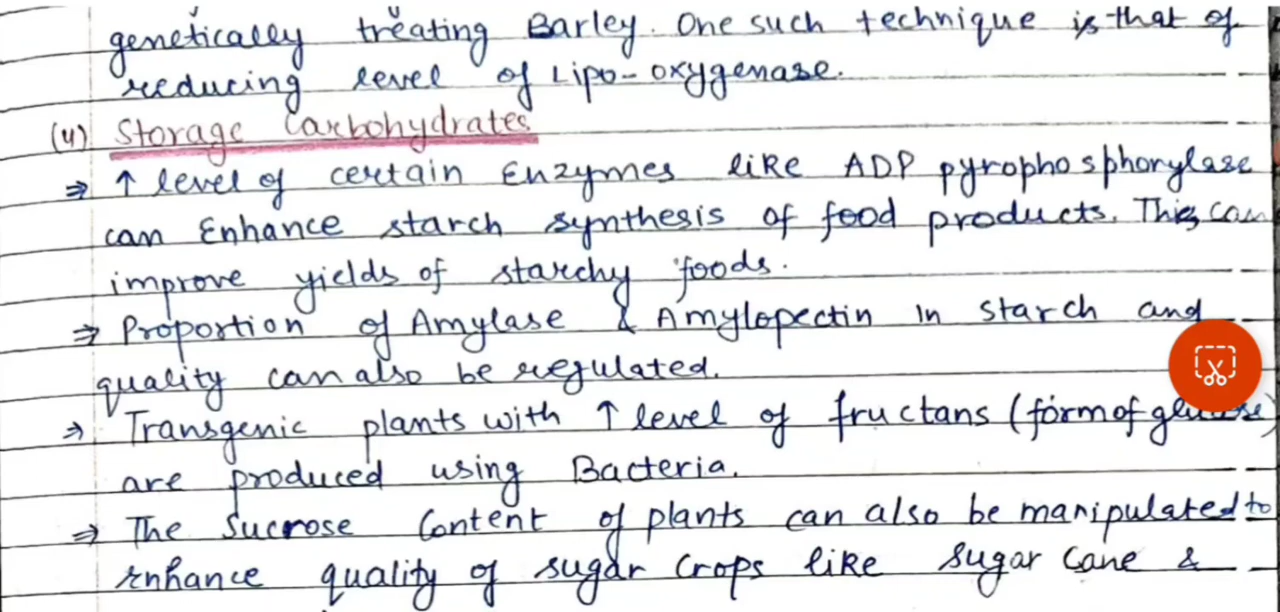 genetically treating Barley. One such technique is that of
reducing level of Lipo-oxygenase.
(4) Storage Carbohydrates
⇒ ↑ level of certain Enzymes like ADP pyrophosphorylase
can Enhance starch synthesis of food products. This can
improve yields of starchy foods.
⇒ Proportion of Amylase & Amylopectin in starch and
quality can also be regulated.
⇒ Transgenic plants with ↑ level of fructans (form of
are produced using Bacteria.
⇒ The Sucrose Content of plants can also be manipulated to
Enhance quality of sugar crops like sugar cane &